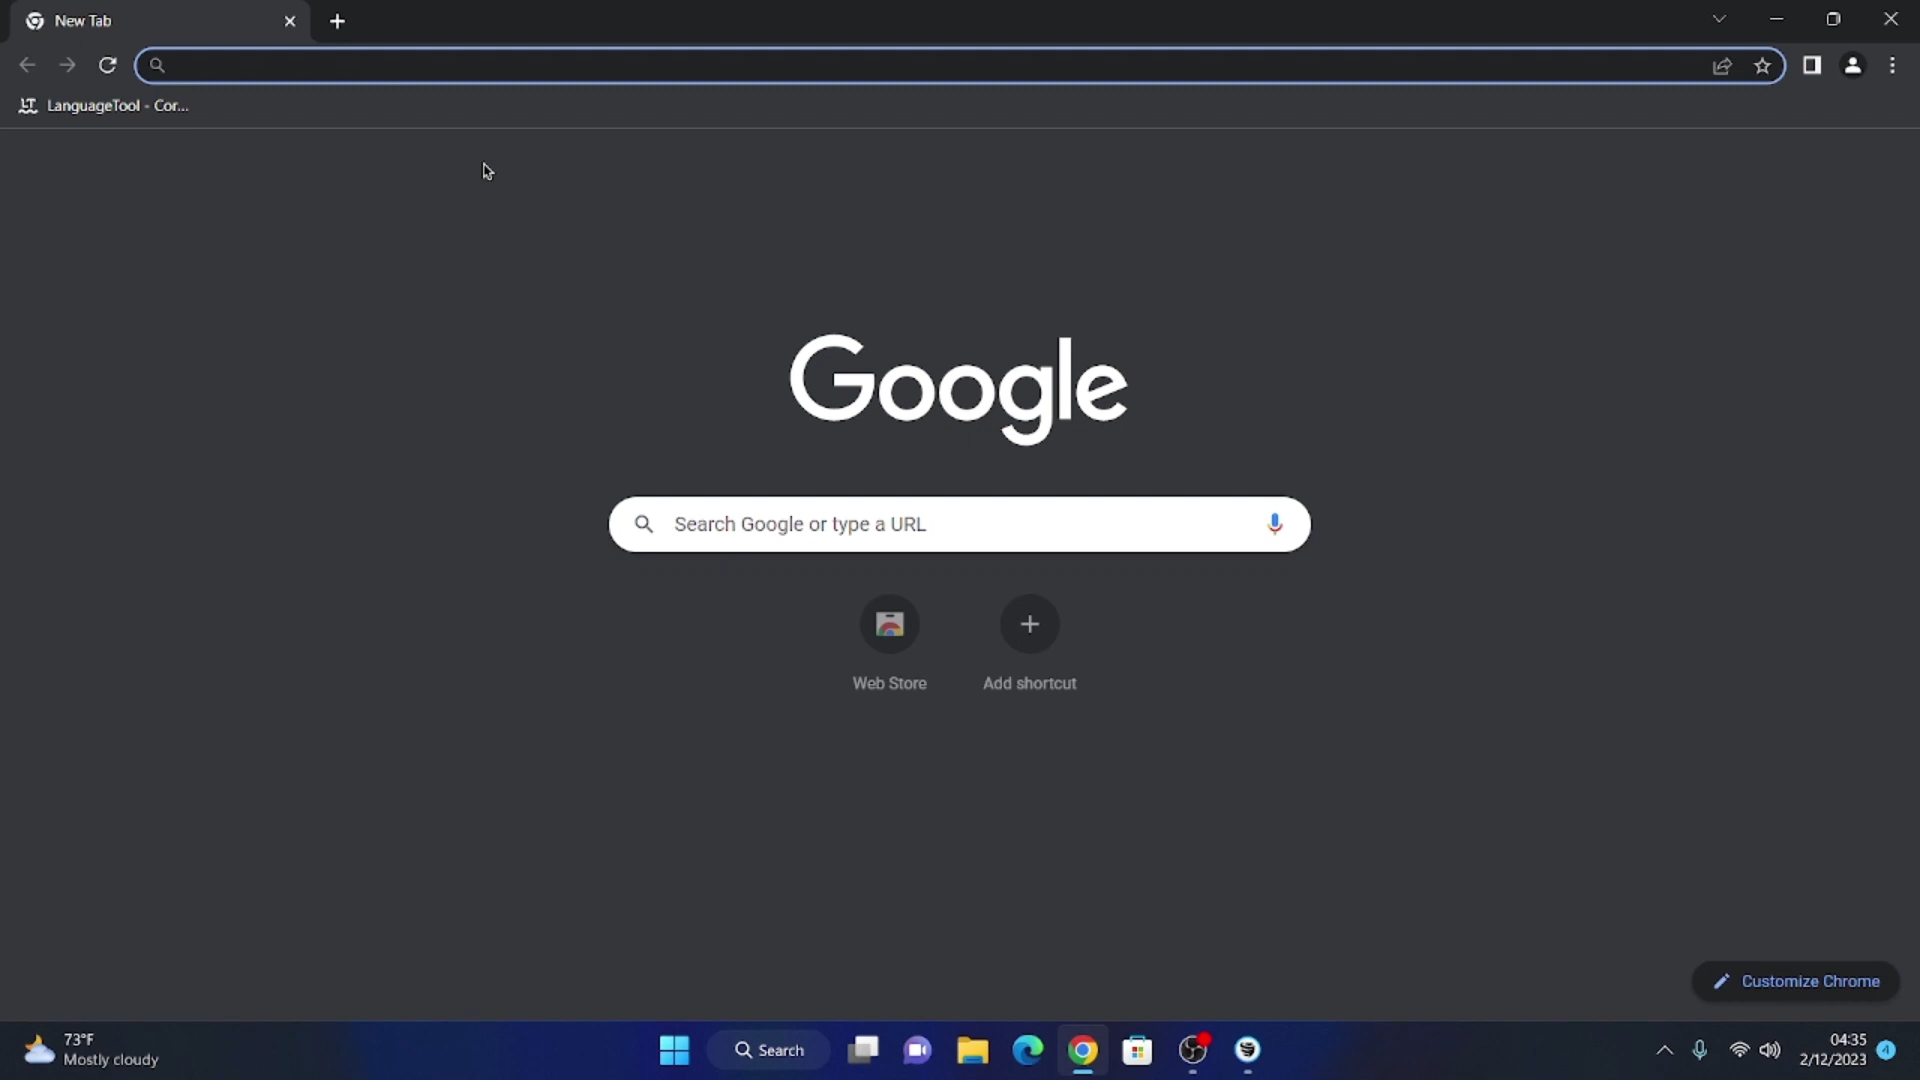 New Tab
LanguageTool - Cor...
Google
Search Google or type a URL
Web Store
Add shortcut
Customize Chrome
73°F
Mostly cloudy
Search
04:35
2/12/2023